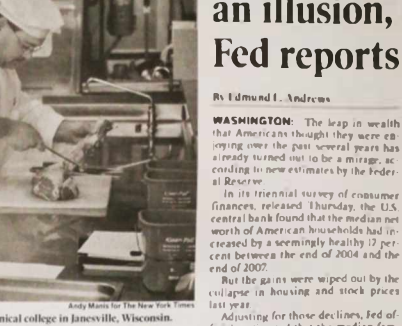 an illusion,
Fed reports
By Edmund L. Andrews
WASHINGTON: The leap in wealth
that Americans thought they were en-
joying over the past several years has
already turned out to be a mirage, ac-
cording to new estimates by the Feder-
al Reserve
In its triennial survey of consumer
finances, released Thursday, the U.S.
central bank found that the median net
worth of American households had in-
creased by a seemingly healthy 17 per-
cent between the end of 2004 and the
end of 2007.
But the gains were wiped out by the
collapse in housing and stock prices
last year
Adjusting for those declines, Fed of-
Andy Manis for The New York Times
nical college in Janesville, Wisconsin.